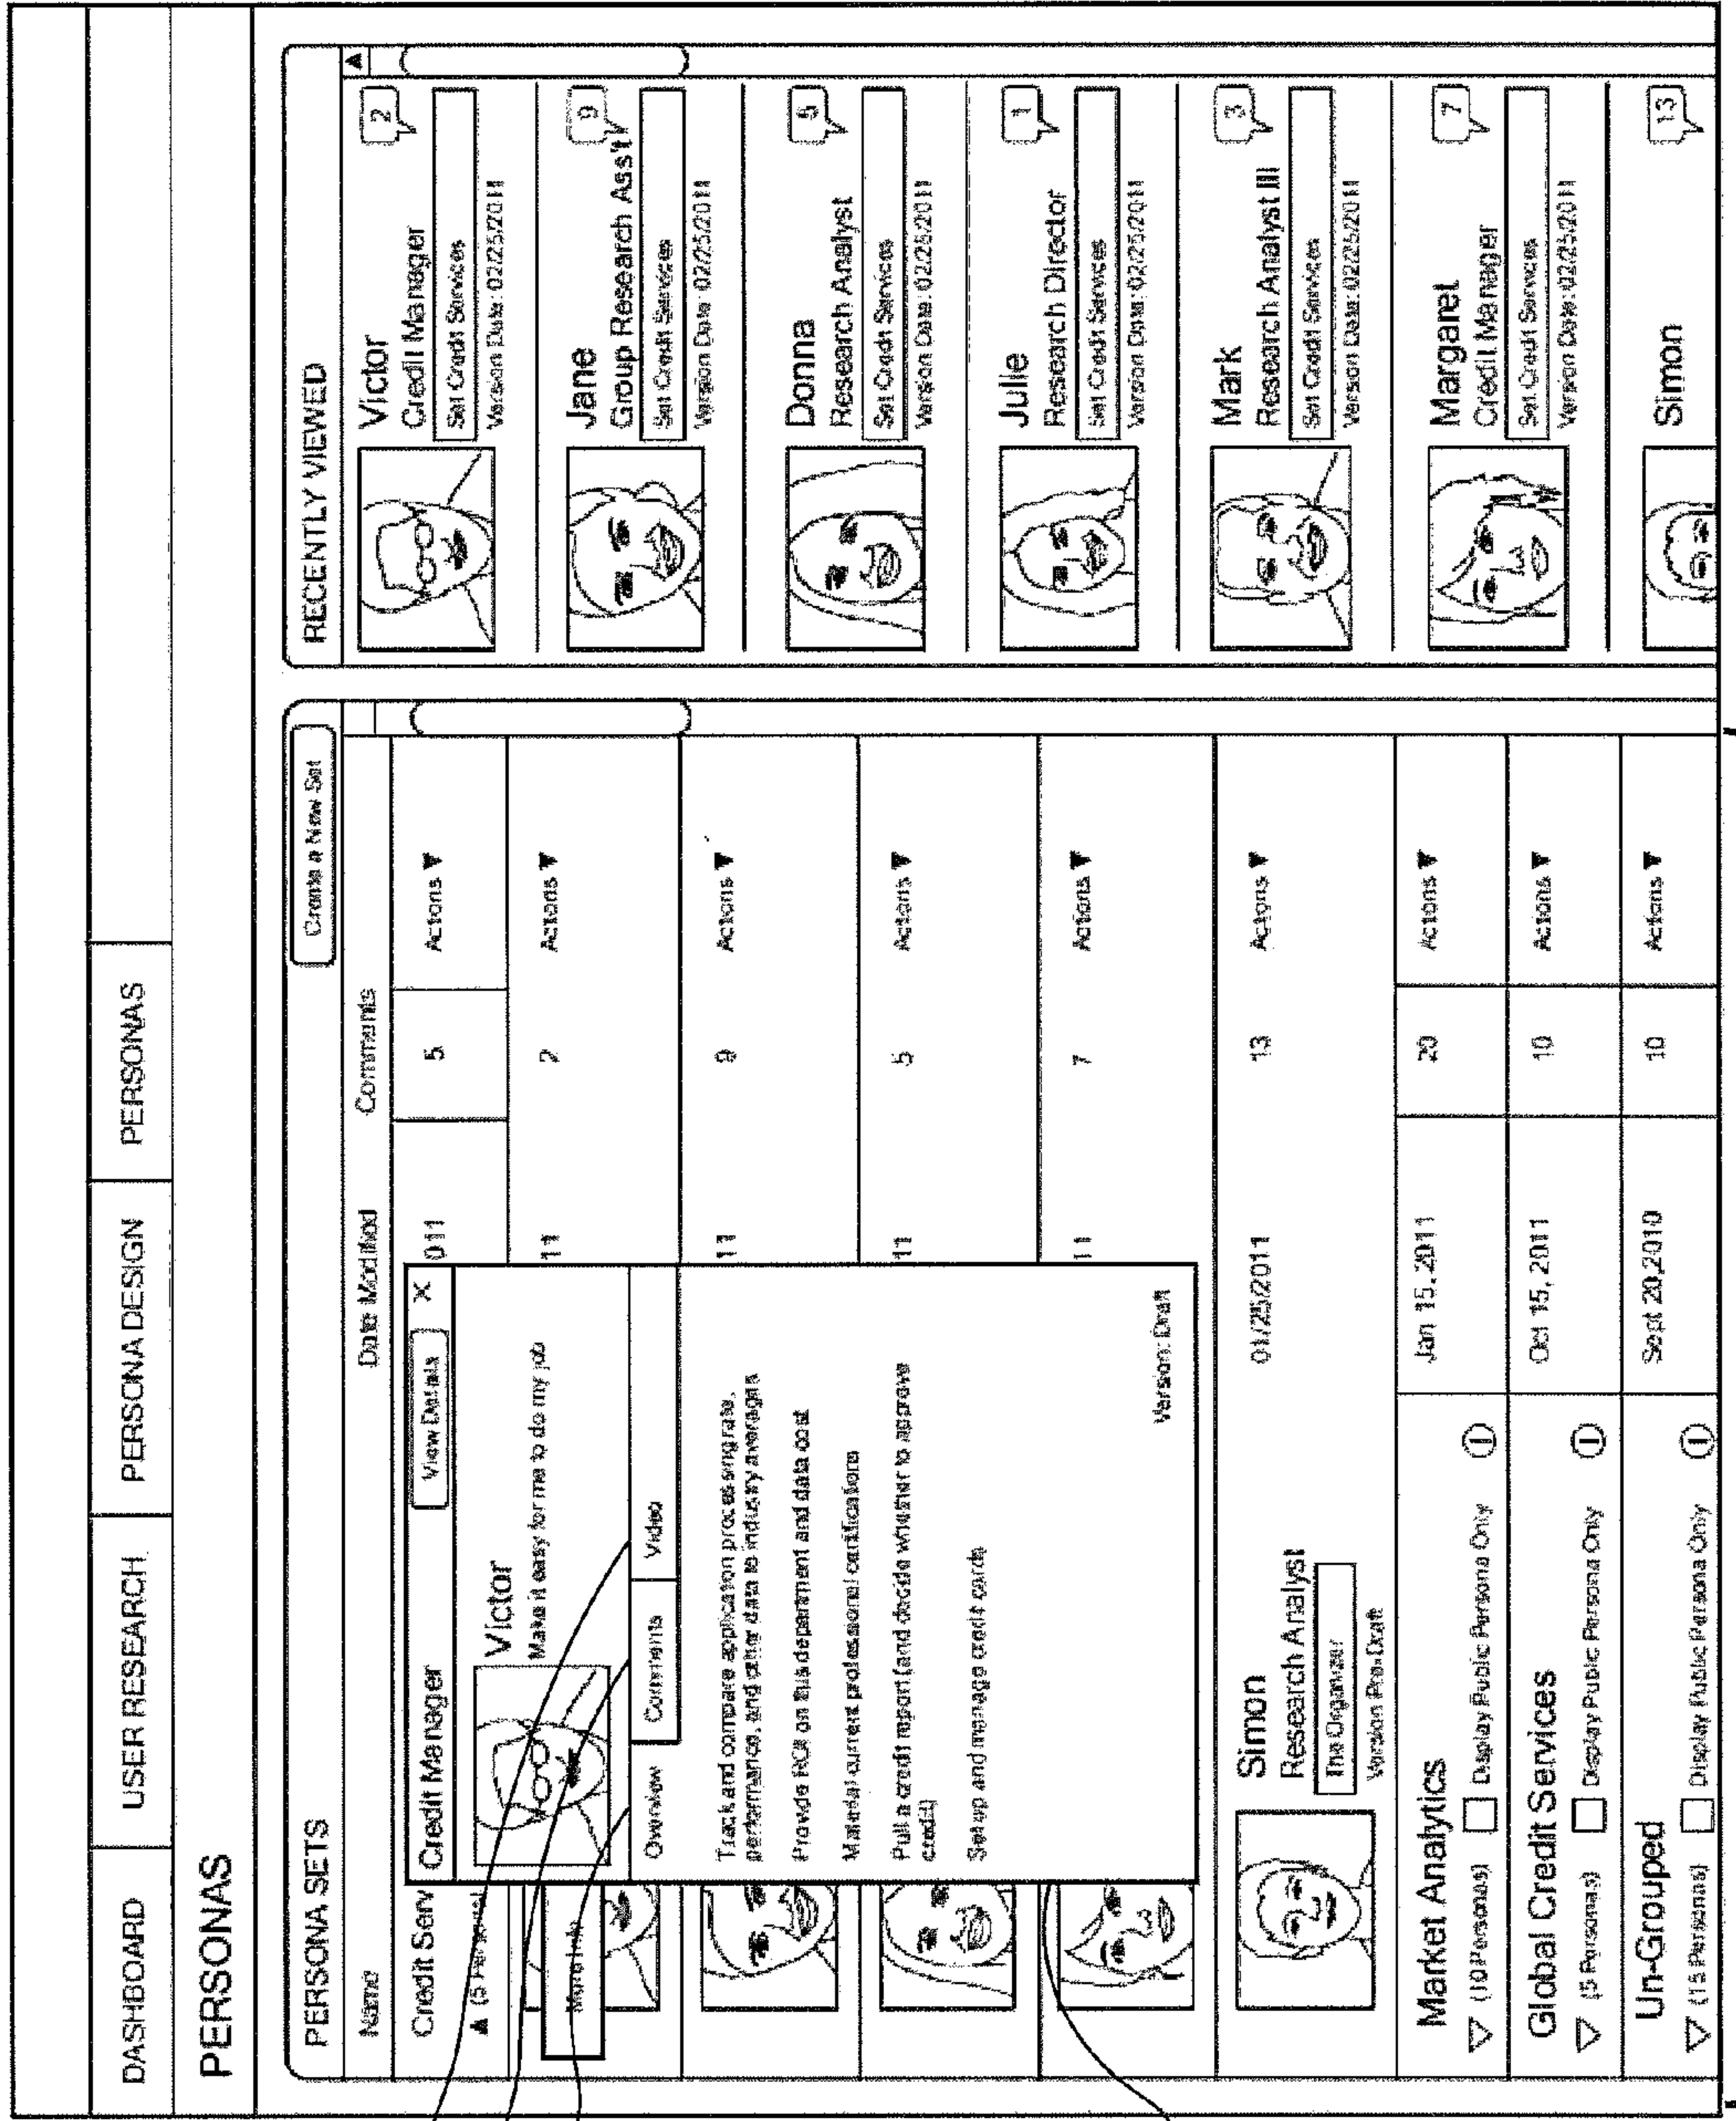 DASHBOARD USER RESEARCH PERSONA DESIGN PERSONAS
PERSONAS
PERSONA SETS Create a New Set
Name Date Modified Comments
Credit Serv 011 5 Actions ▼
▲ (5 Personas)
More Info
11 2 Actions ▼
11 9 Actions ▼
11 5 Actions ▼
11 7 Actions ▼
Credit Manager View Details X
Victor
Make it easy for me to do my job
Overview Comments Video
Track and compare application processing rate,
performance, and other data to industry averages
Provide ROI on his department and data cost
current professional certifications
Pull a credit report (and decide whether to approve
credit)
Set up and manage credit cards
Version: Draft
Simon 01/25/2011 13 Actions ▼
Research Analyst
The Organizer
Version Pre-Draft
Market Analytics Jan 15, 2011 20 Actions ▼
▽ (10 Personas) Display Public Persona Only i
Global Credit Services Oct 15, 2011 10 Actions ▼
▽ (5 Personas) Display Public Persona Only i
Un-Grouped Sept 20,2010 10 Actions ▼
▽ (15 Personas) Display Public Persona Only i
RECENTLY VIEWED
▲
Victor 2
Credit Manager
Set Credit Services
Version Date: 02/25/2011
Jane 9
Group Research Ass't
Set Credit Services
Version Date: 02/25/2011
Donna 5
Research Analyst
Set Credit Services
Version Date: 02/25/2011
Julie 1
Research Director
Set Credit Services
Version Date: 02/25/2011
Mark 3
Research Analyst III
Set Credit Services
Version Date: 02/25/2011
Margaret 7
Credit Manager
Set Credit Services
Version Date: 02/25/2011
Simon 13